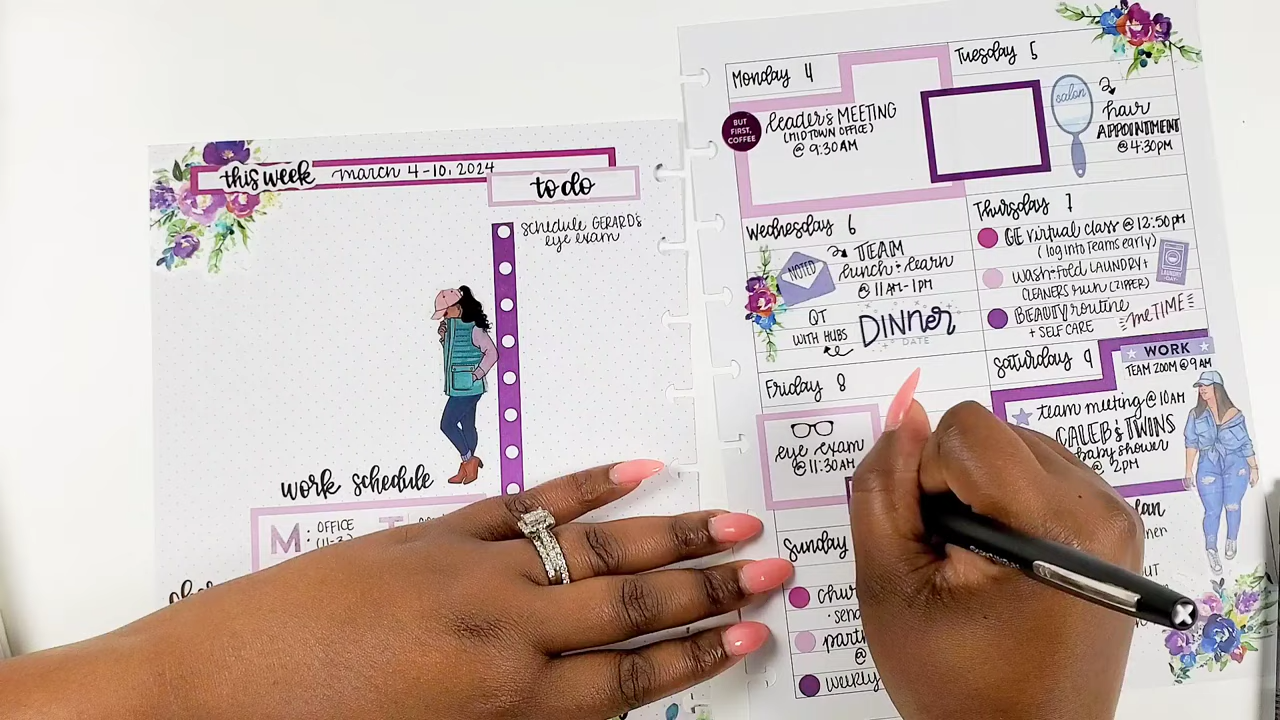 this week march 4-10, 2024
to do
schedule GERARD's
eye exam
work schedule
M: OFFICE
T
Monday 4
BUT
FIRST,
COFFEE
leader's MEETING
(MIDTOWN OFFICE)
@ 9:30AM
Tuesday 5
salon
hair
APPOINTMENT
@ 4:30PM
Wednesday 6
NOTED
TEAM
lunch + learn
@ 11AM-1PM
QT
WITH HUBS
DINNER
DATE
Thursday 7
GE virtual class @ 12:50PM
(log into Teams early)
wash+fold LAUNDRY+
CLEANERS run (ZIPPER)
LAUNDRY
DAY
BEAUTY routine
+ SELF CARE
me TIME
Friday 8
eye exam
@ 11:30AM
Saturday 9
WORK
TEAM ZOOM @ 9AM
team meeting @ 10AM
CALEB's TWINS
baby shower
@ 2PM
Sunday
@
weekly